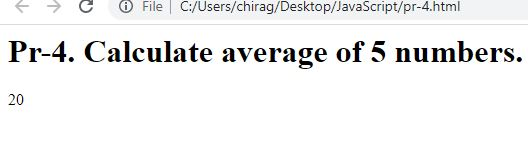 File | C:/Users/chirag/Desktop/JavaScript/pr-4.html
Pr-4. Calculate average of 5 numbers.
20